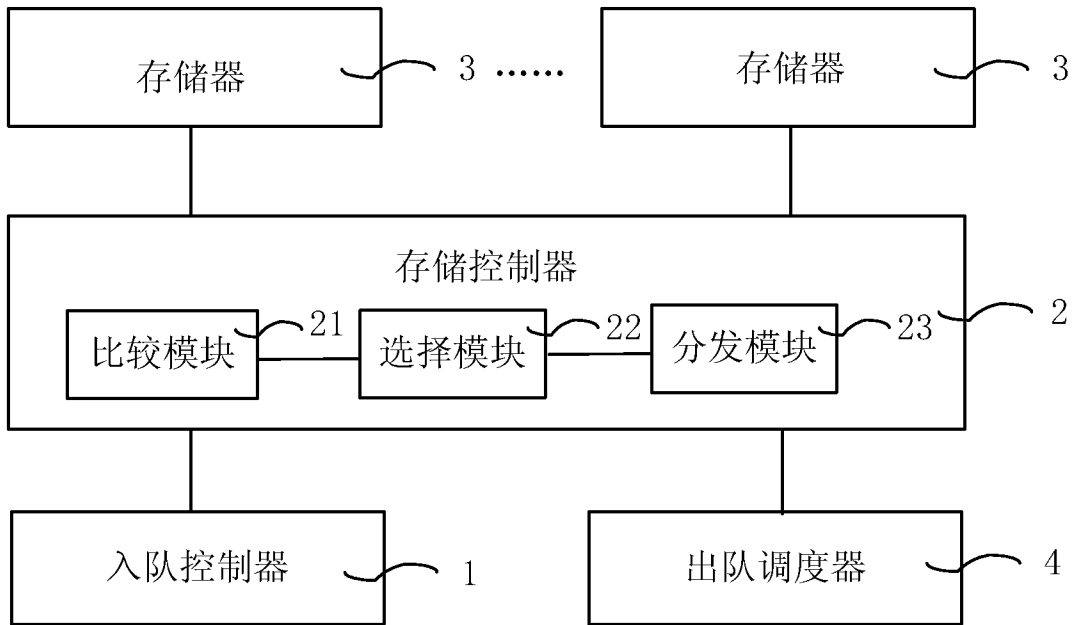 存储器 3 …… 存储器 3
存储控制器
2
比较模块 21 选择模块 22 分发模块 23
入队控制器 1 出队调度器 4